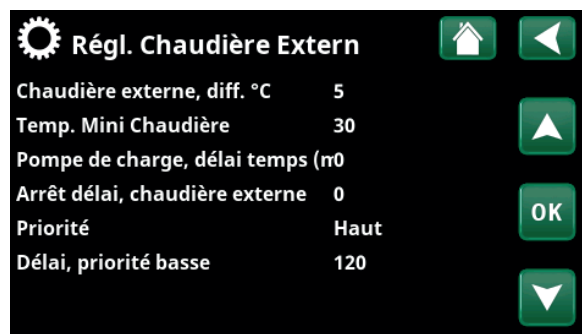 Régl. Chaudière Extern
Chaudière externe, diff. °C 5
Temp. Mini Chaudière 30
Pompe de charge, délai temps (m0
Arrêt délai, chaudière externe 0
Priorité Haut
Délai, priorité basse 120
OK